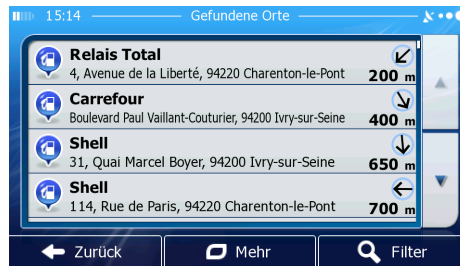 15:14 Gefundene Orte
Relais Total
4, Avenue de la Liberté, 94220 Charenton-le-Pont 200 m
Carrefour
Boulevard Paul Vaillant-Couturier, 94200 Ivry-sur-Seine 400 m
Shell
31, Quai Marcel Boyer, 94200 Ivry-sur-Seine 650 m
Shell
114, Rue de Paris, 94220 Charenton-le-Pont 700 m
Zurück Mehr Filter